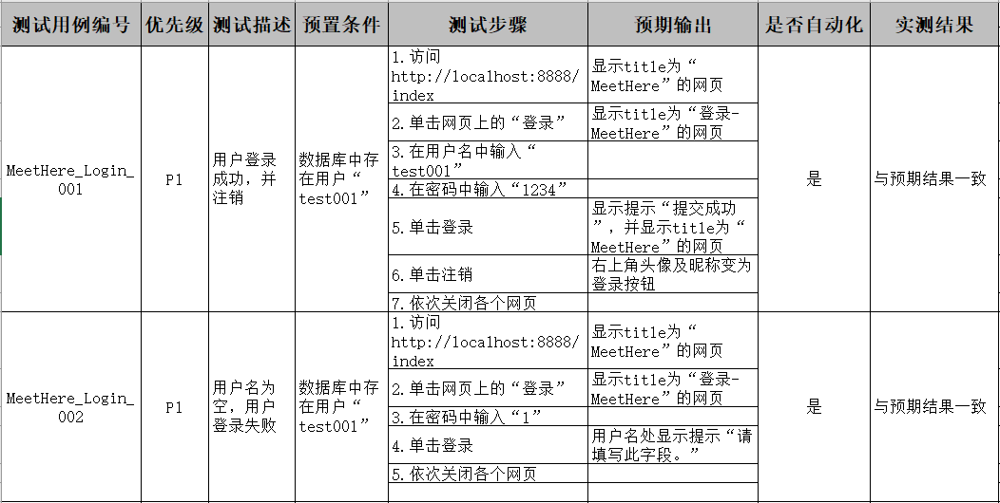 测试用例编号 优先级 测试描述 预置条件 测试步骤 预期输出 是否自动化 实测结果
MeetHere_Login_
001
P1
用户登录
成功，并
注销
数据库中存
在用户“
test001”
1.访问
http://localhost:8888/
index
显示title为“
MeetHere”的网页
2.单击网页上的“登录”
显示title为“登录-
MeetHere”的网页
3.在用户名中输入“
test001”
4.在密码中输入“1234”
5.单击登录
显示提示“提交成功
”，并显示title为“
MeetHere”的网页
6.单击注销
右上角头像及昵称变为
登录按钮
7.依次关闭各个网页
是
与预期结果一致
MeetHere_Login_
002
P1
用户名为
空，用户
登录失败
数据库中存
在用户“
test001”
1.访问
http://localhost:8888/
index
显示title为“
MeetHere”的网页
2.单击网页上的“登录”
显示title为“登录-
MeetHere”的网页
3.在密码中输入“1”
4.单击登录
用户名处显示提示“请
填写此字段。”
5.依次关闭各个网页
是
与预期结果一致